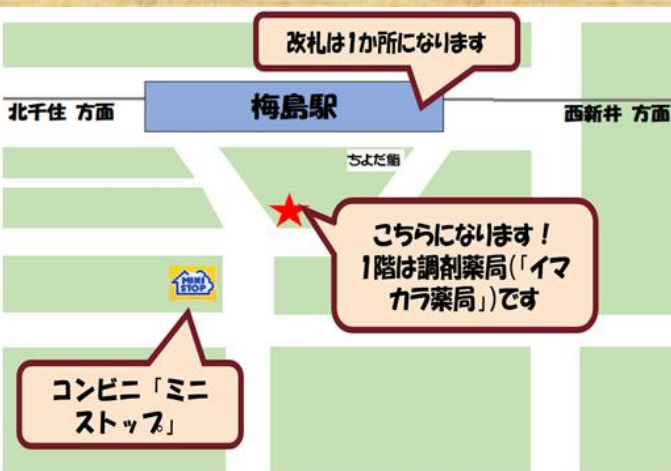 改札は1か所になります
梅島駅
北千住 方面
西新井 方面
ちよだ鮨
こちらになります!
1階は調剤薬局(「イマ
カラ薬局」)です
MINI
STOP
コンビニ「ミニ
ストップ」